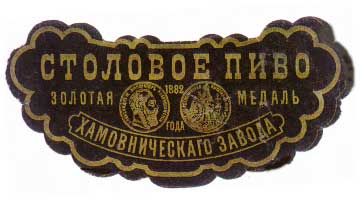 СТОЛОВОЕ ПИВО
ЗОЛОТАЯ 1882 ГОДА МЕДАЛЬ
ХАМОВНИЧЕСКАГО ЗАВОДА